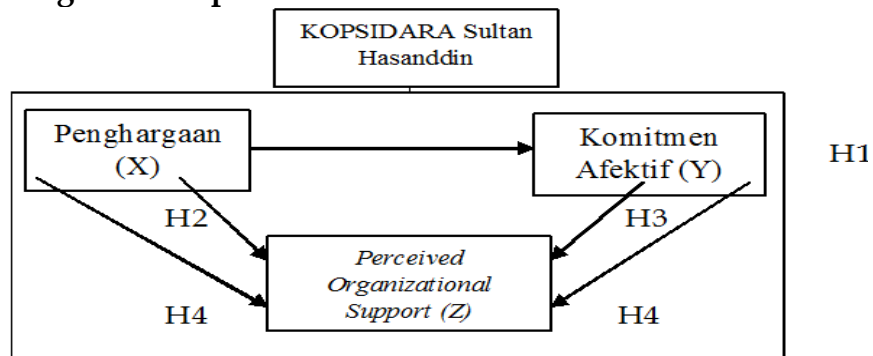 KOPSIDARA Sultan
Hasanddin
Penghargaan
(X)
Komitmen
Afektif (Y)
H1
H2
H3
Perceived
Organizational
Support (Z)
H4
H4